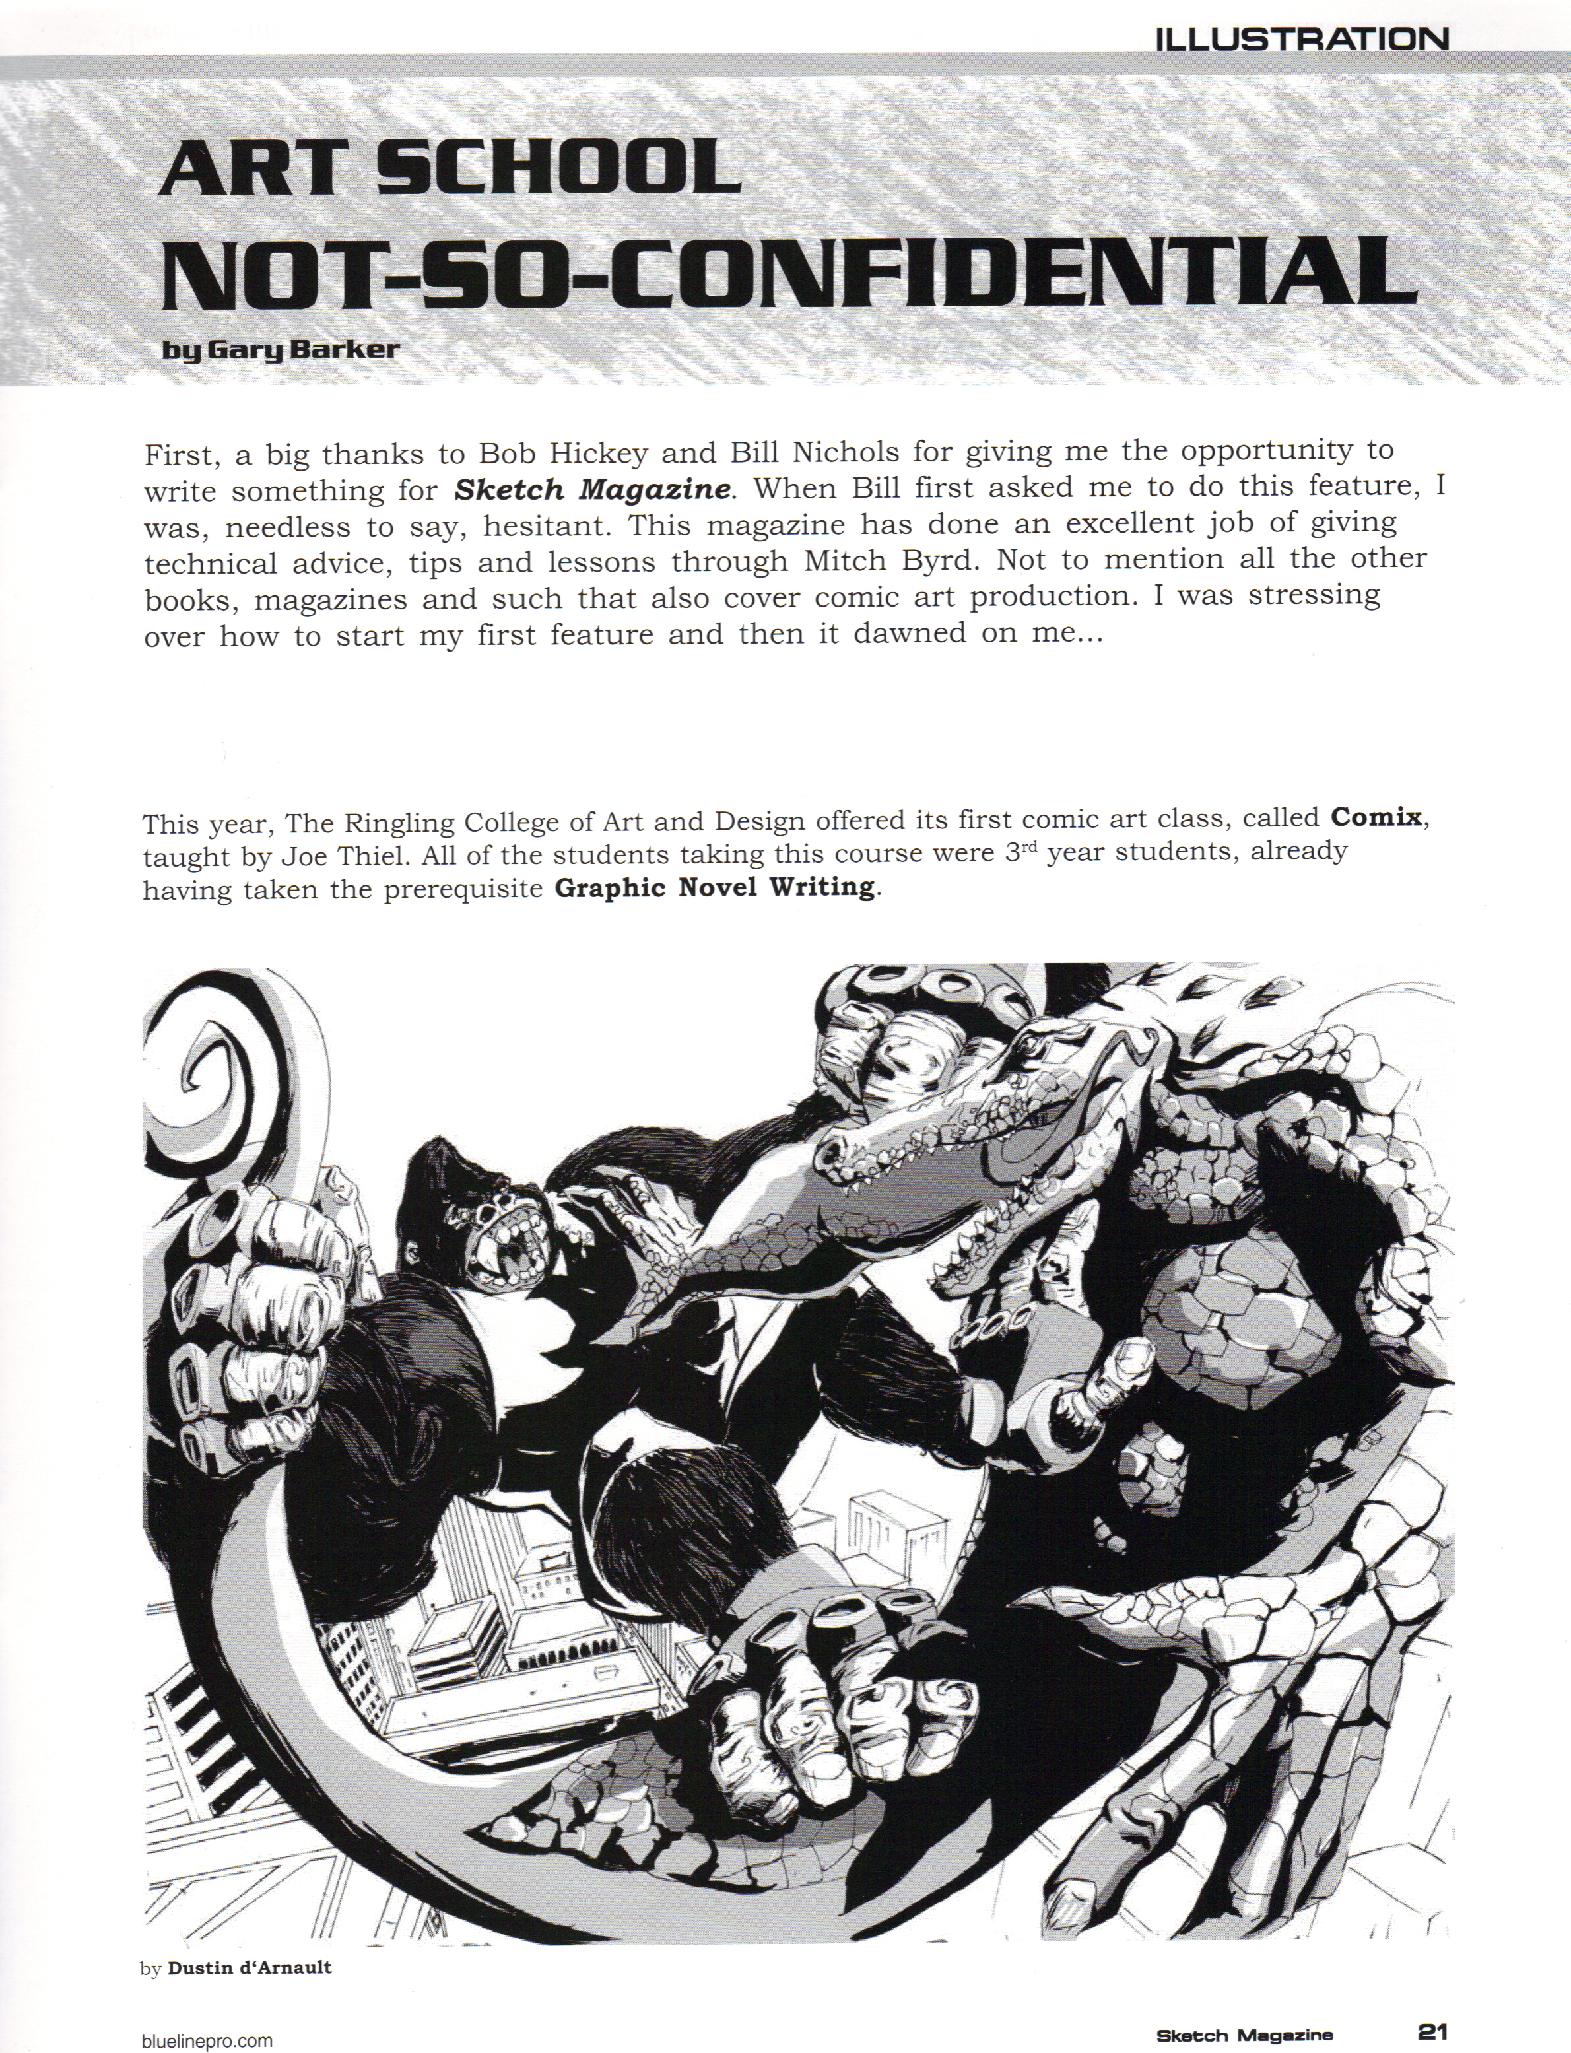 ILLUSTRATION
ART SCHOOL
NOT-SO-CONFIDENTIAL
by Gary Barker
First, a big thanks to Bob Hickey and Bill Nichols for giving me the opportunity to
write something for Sketch Magazine. When Bill first asked me to do this feature, I
was, needless to say, hesitant. This magazine has done an excellent job of giving
technical advice, tips and lessons through Mitch Byrd. Not to mention all the other
books, magazines and such that also cover comic art production. I was stressing
over how to start my first feature and then it dawned on me...
This year, The Ringling College of Art and Design offered its first comic art class, called Comix,
taught by Joe Thiel. All of the students taking this course were 3rd year students, already
having taken the prerequisite Graphic Novel Writing.
by Dustin d'Arnault
bluelinepro.com
Sketch Magazine 21